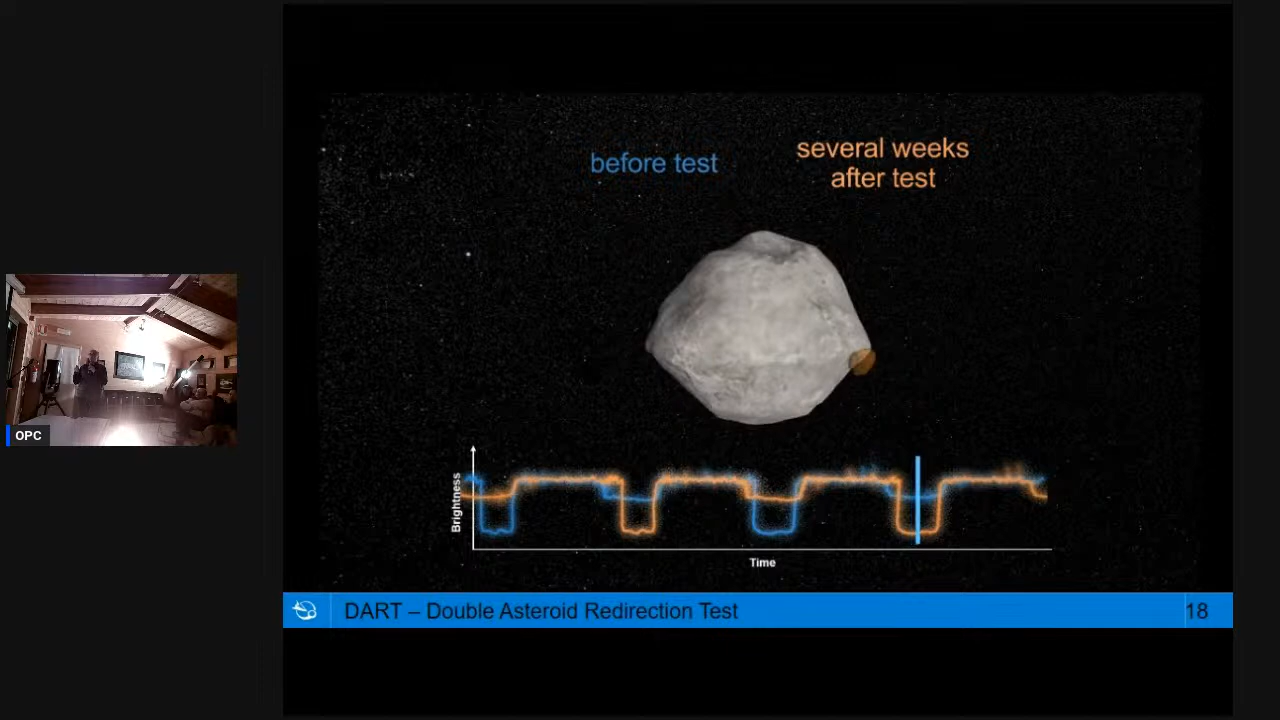 before test
several weeks
after test
OPC
Brightness
Time
DART – Double Asteroid Redirection Test
18